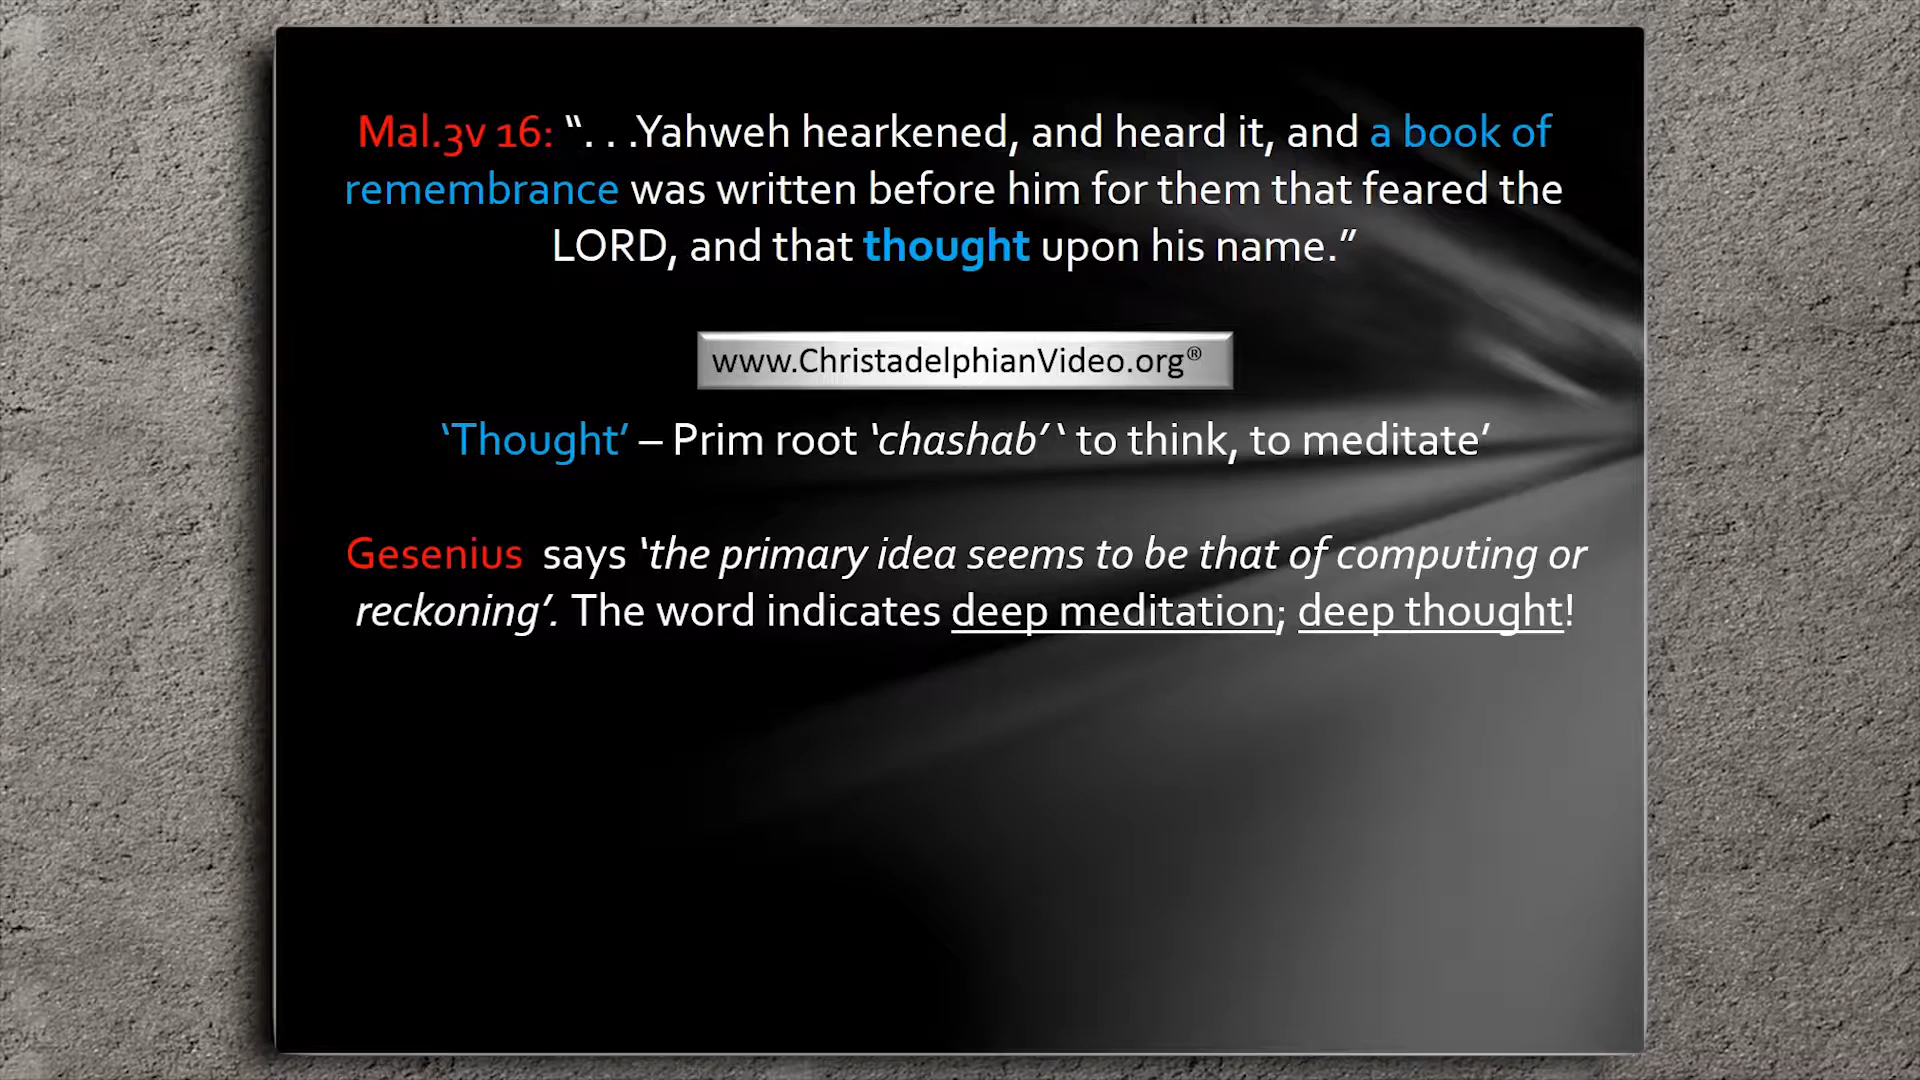 Mal.3v 16: “. . .Yahweh hearkened, and heard it, and a book of
remembrance was written before him for them that feared the
LORD, and that thought upon his name.”
www.ChristadelphianVideo.org®
‘Thought’ – Prim root ‘chashab’ ‘ to think, to meditate’
Gesenius says ‘the primary idea seems to be that of computing or
reckoning’. The word indicates deep meditation; deep thought!